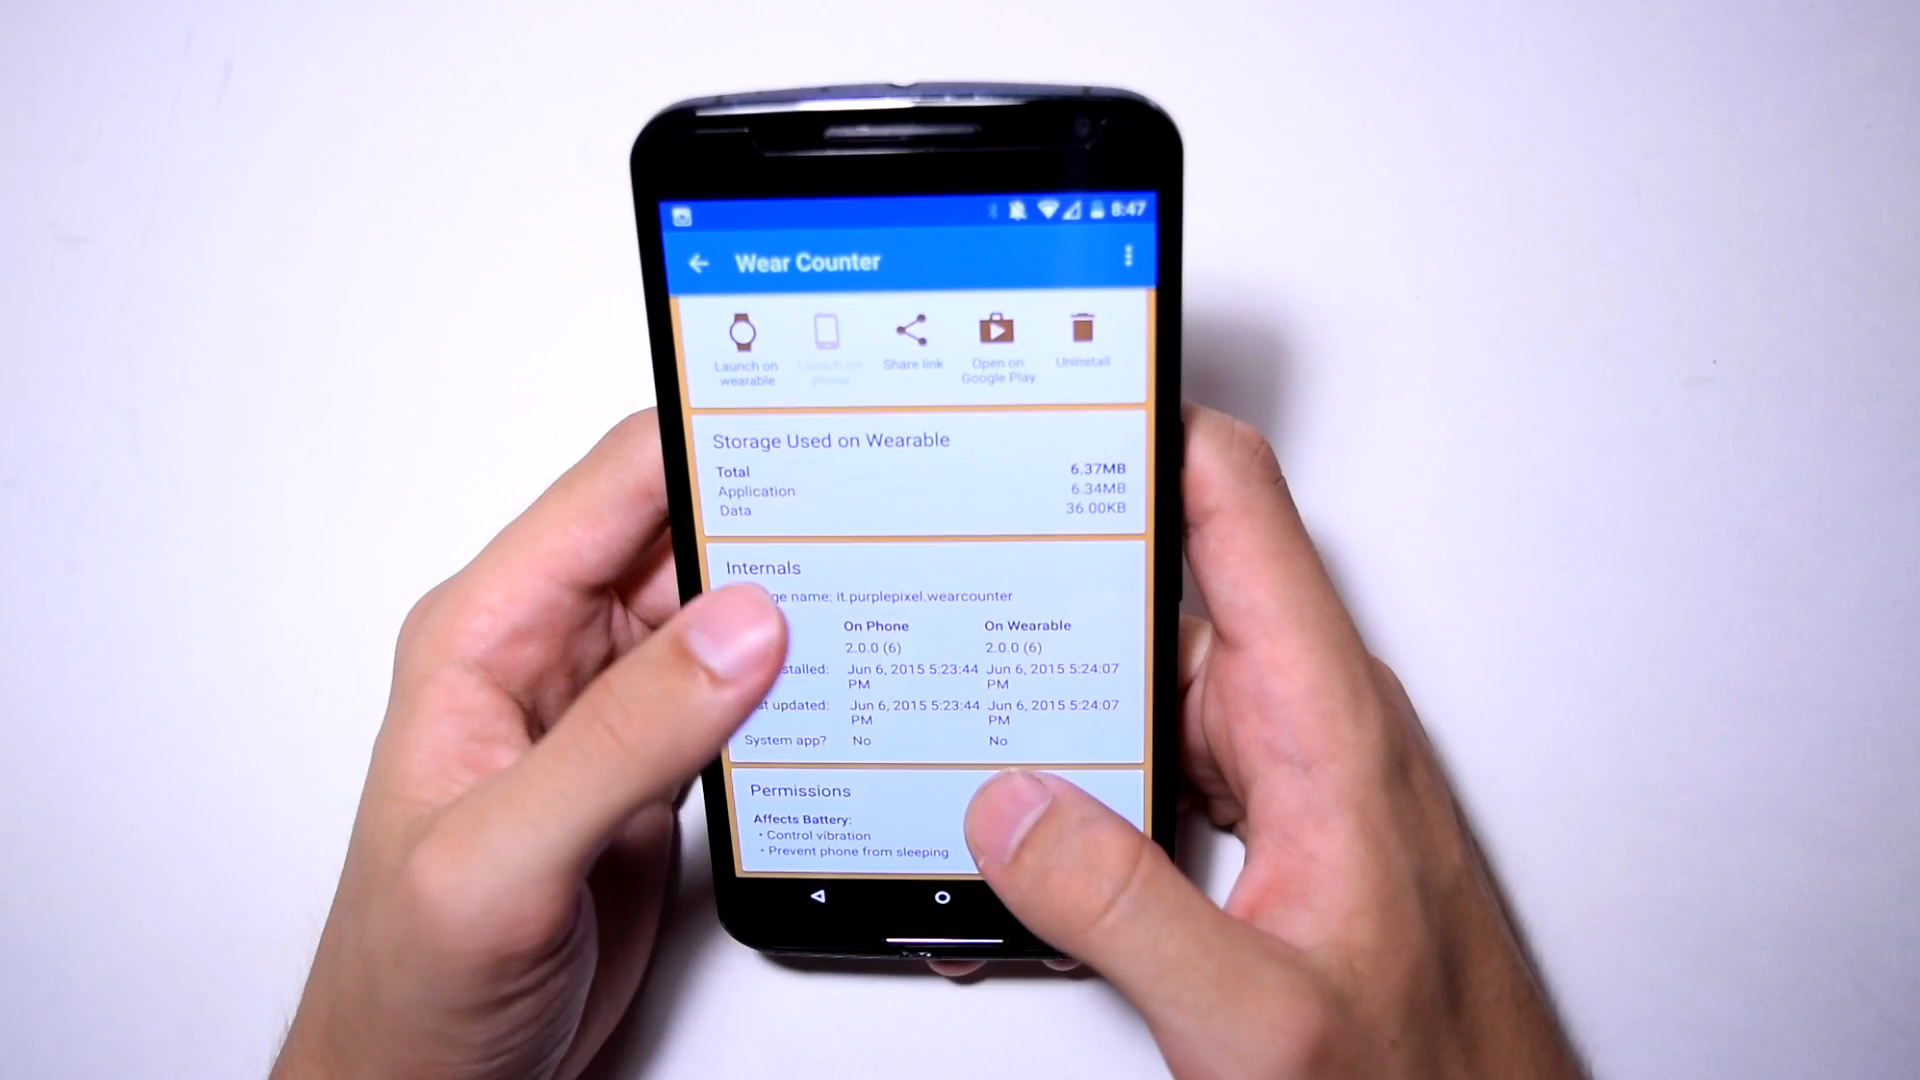 8:47
Wear Counter
Launch on wearable
Launch on phone
Share link
Open on Google Play
Uninstall
Storage Used on Wearable
Total 6.37MB
Application 6.34MB
Data 36.00KB
Internals
name: it.purplepixel.wearcounter
On Phone On Wearable
2.0.0 (6) 2.0.0 (6)
Jun 6, 2015 5:23:44 PM Jun 6, 2015 5:24:07 PM
updated: Jun 6, 2015 5:23:44 PM Jun 6, 2015 5:24:07 PM
System app? No No
Permissions
Affects Battery:
• Control vibration
• Prevent phone from sleeping